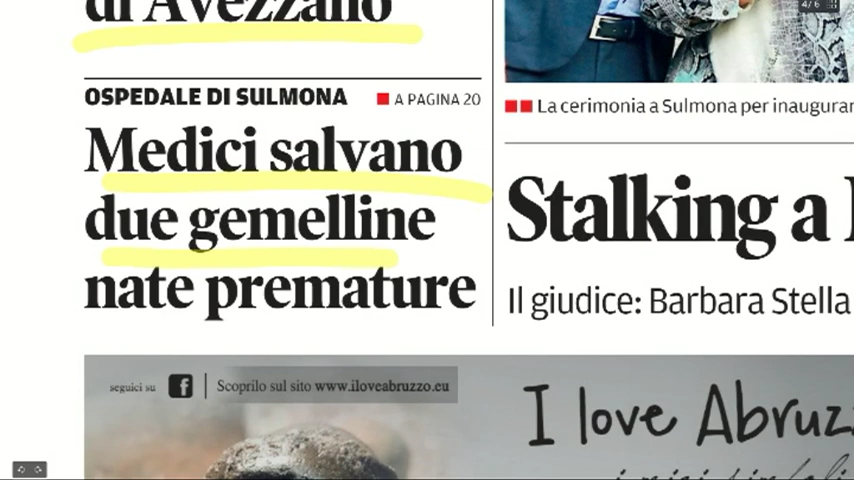 di Avezzano
OSPEDALE DI SULMONA
A PAGINA 20
Medici salvano
due gemelline
nate premature
4/6
La cerimonia a Sulmona per inaugurar
Stalking a
Il giudice: Barbara Stella
seguici su
Scoprilo sul sito www.iloveabruzzo.eu
I love Abruz